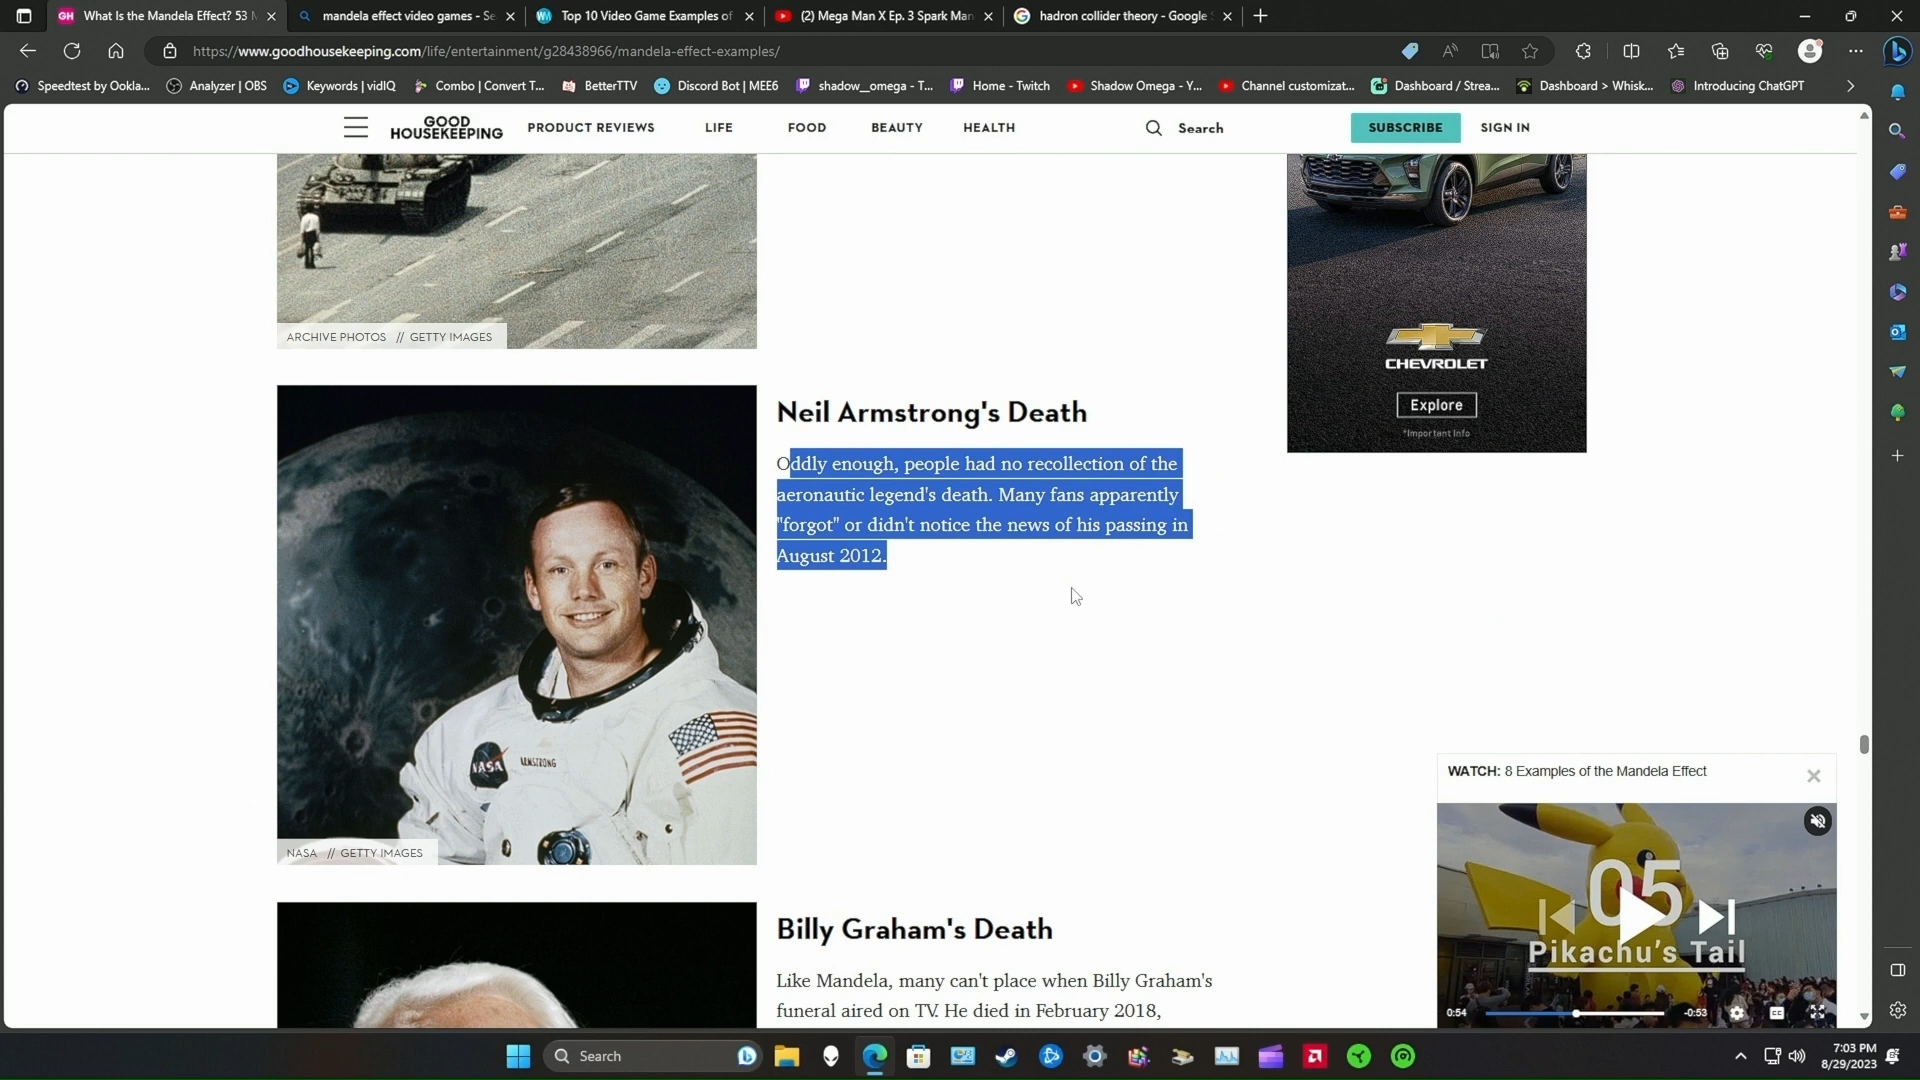 What Is the Mandela Effect? 53
mandela effect video games - Se
Top 10 Video Game Examples of
(2) Mega Man X Ep. 3 Spark Man
hadron collider theory - Google
https://www.goodhousekeeping.com/life/entertainment/g28438966/mandela-effect-examples/
Speedtest by Ookla...
Analyzer | OBS
Keywords | vidIQ
Combo | Convert T...
BetterTTV
Discord Bot | MEE6
shadow__omega - T...
Home - Twitch
Shadow Omega - Y...
Channel customizat...
Dashboard / Strea...
Dashboard > Whisk...
Introducing ChatGPT
GOOD
HOUSEKEEPING
PRODUCT REVIEWS
LIFE
FOOD
BEAUTY
HEALTH
Search
SUBSCRIBE
SIGN IN
ARCHIVE PHOTOS // GETTY IMAGES
CHEVROLET
Explore
*Important Info
Neil Armstrong's Death
Oddly enough, people had no recollection of the
aeronautic legend's death. Many fans apparently
"forgot" or didn't notice the news of his passing in
August 2012.
NASA
ARMSTRONG
NASA // GETTY IMAGES
Billy Graham's Death
Like Mandela, many can't place when Billy Graham's
funeral aired on TV. He died in February 2018,
WATCH: 8 Examples of the Mandela Effect
05
Pikachu's Tail
0:54
-0:53
CC
Search
7:03 PM
8/29/2023